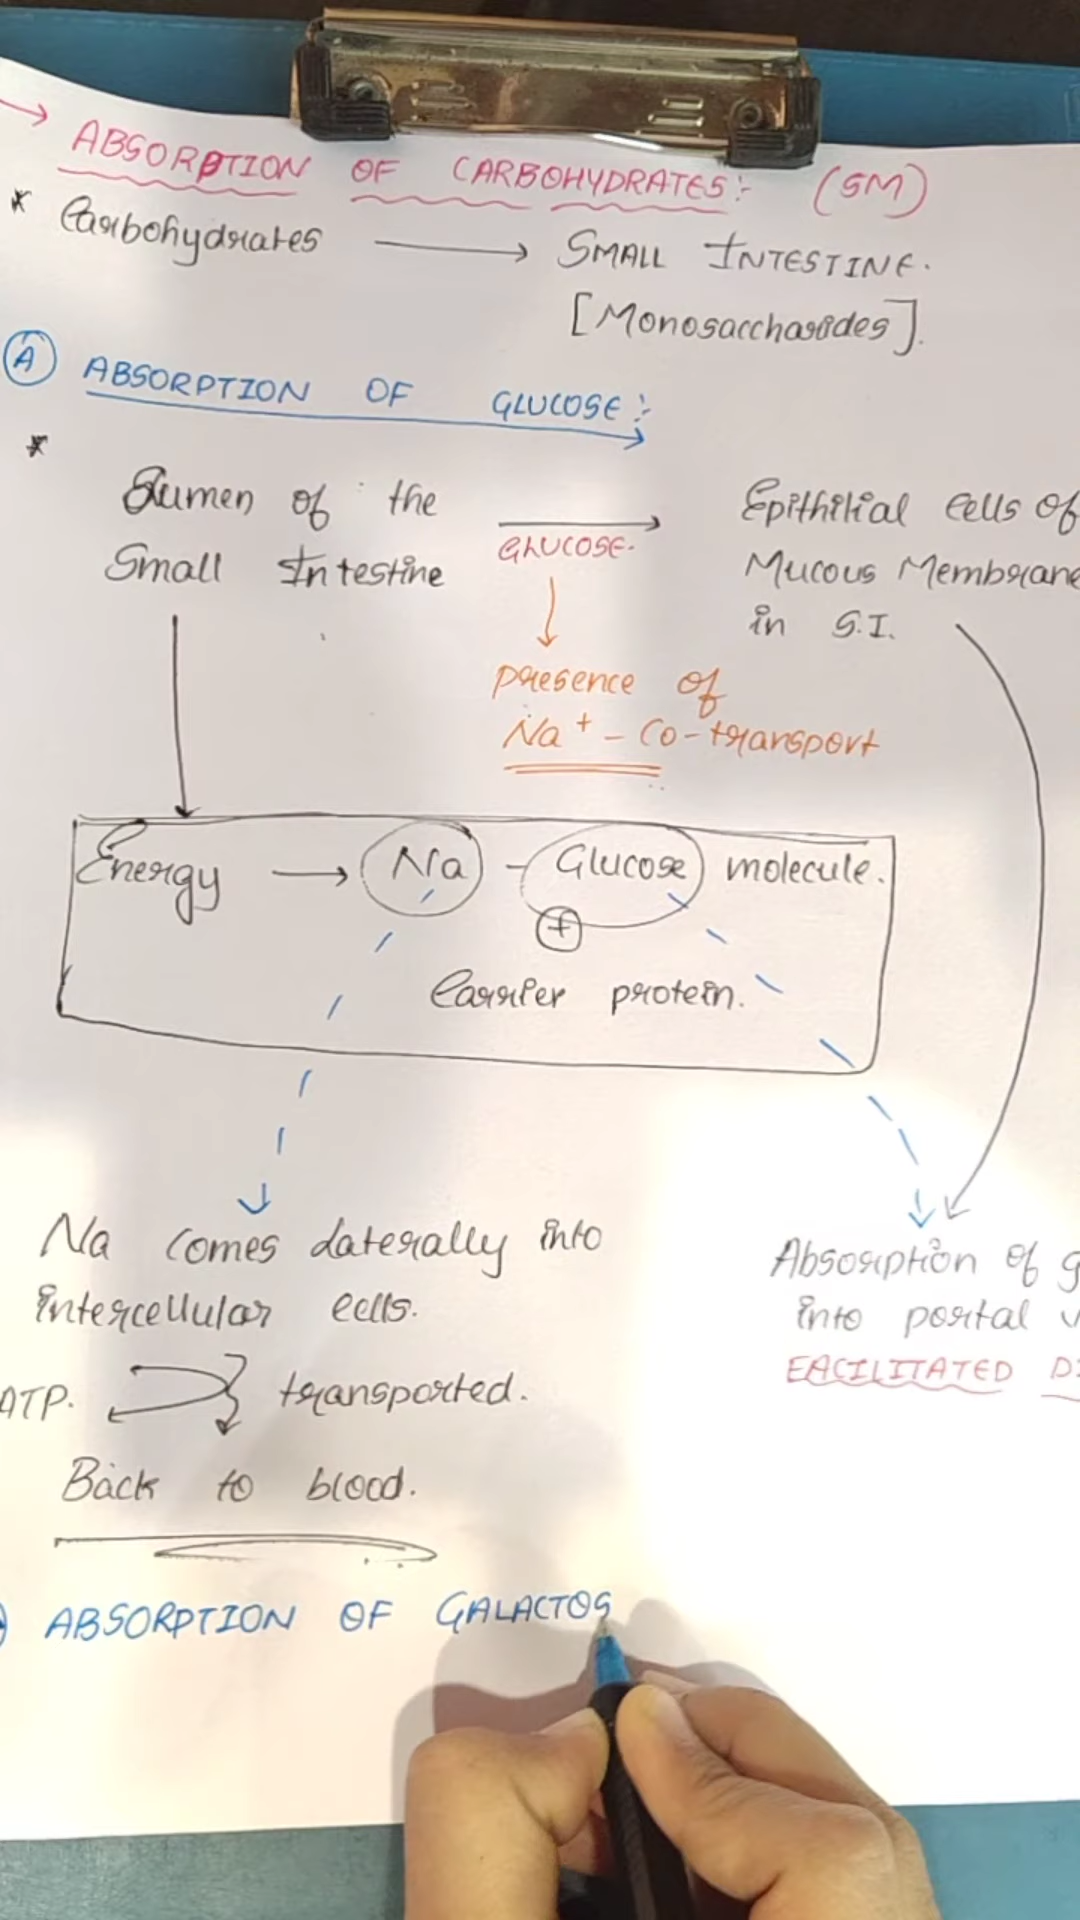 → ABSORPTION OF CARBOHYDRATES:- (5M)
* Carbohydrates → SMALL INTESTINE.
[Monosaccharides].
A ABSORPTION OF GLUCOSE:-
* Lumen of the Small Intestine
→
GLUCOSE.
Epithilial Cells of
Mucous Membrane
in S.I.
presence of
Na+ - Co-transport
Energy → Na - Glucose molecule.
+
Carrier protein.
Na comes laterally into
intercellular cells.
ATP. transported.
Back to blood.
Absorption of g
into portal v
FACILITATED DI
ABSORPTION OF GALACTOS